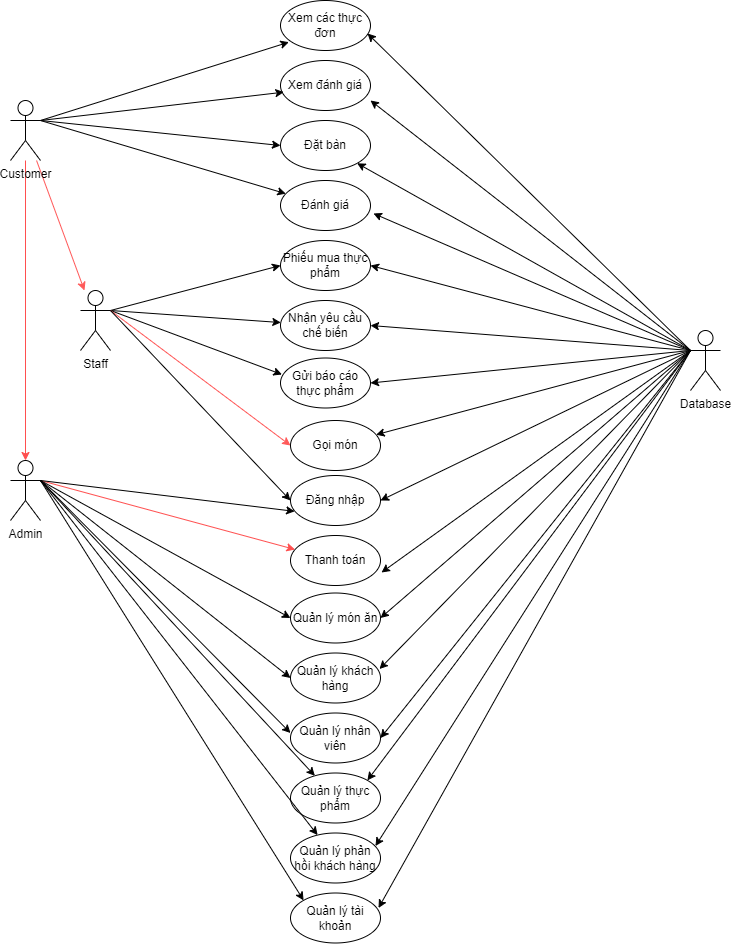 Xem các thực
đơn
Xem đánh giá
Customer
Đặt bàn
Đánh giá
Phiếu mua thực
phẩm
Staff
Nhận yêu cầu
chế biến
Gửi báo cáo
thực phẩm
Database
Gọi món
Admin
Đăng nhập
Thanh toán
Quản lý món ăn
Quản lý khách
hàng
Quản lý nhân
viên
Quản lý thực
phẩm
Quản lý phản
hồi khách hàng
Quản lý tài
khoản